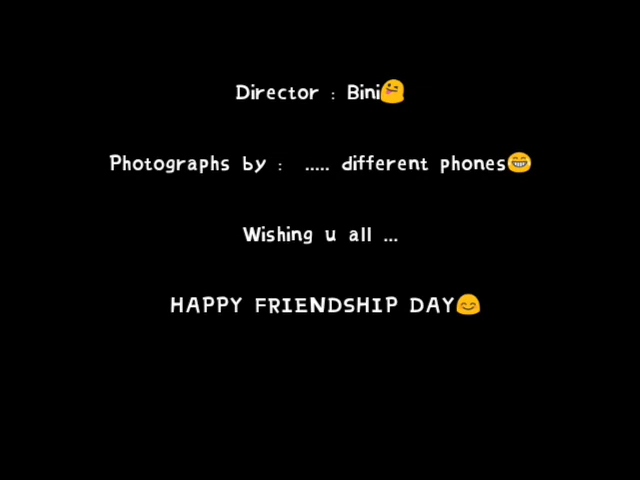 Director : Bini😜
Photographs by :  ..... different phones😁
Wishing u all ...
HAPPY FRIENDSHIP DAY😊